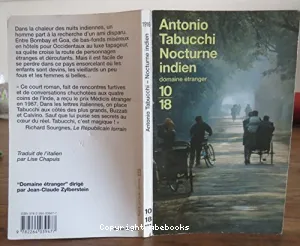 Dans la chaleur des nuits indiennes, un
homme part à la recherche d'un ami disparu.
Entre Bombay et Goa, de bas-fonds misérables
en hôtels pour Occidentaux au luxe tapageur,
sa quête croise la route de personnages
étranges et déroutants. Mais il est facile de
se perdre dans ce pays ensorcelant où les
enfants sont devins, les vieillards un peu
fous et les femmes si belles...
« Ce court roman, fait de rencontres furtives
et de conversations chuchotées aux quatre
coins de l'Inde, a reçu le prix Médicis étranger
en 1987. Dans les lettres italiennes, on place
Tabucchi aux côtés des plus grands, Buzzati
et Calvino. Sauf que lui puise ses secrets au
cœur du réel. Tabucchi, c'est magique ! »
Richard Sourgnes, Le Républicain lorrain
Traduit de l'italien
par Lise Chapuis
"Domaine étranger" dirigé
par Jean-Claude Zylberstein
Antonio Tabucchi - Nocturne indien
10
18
Antonio
Tabucchi
Nocturne
indien
domaine étranger
10
18